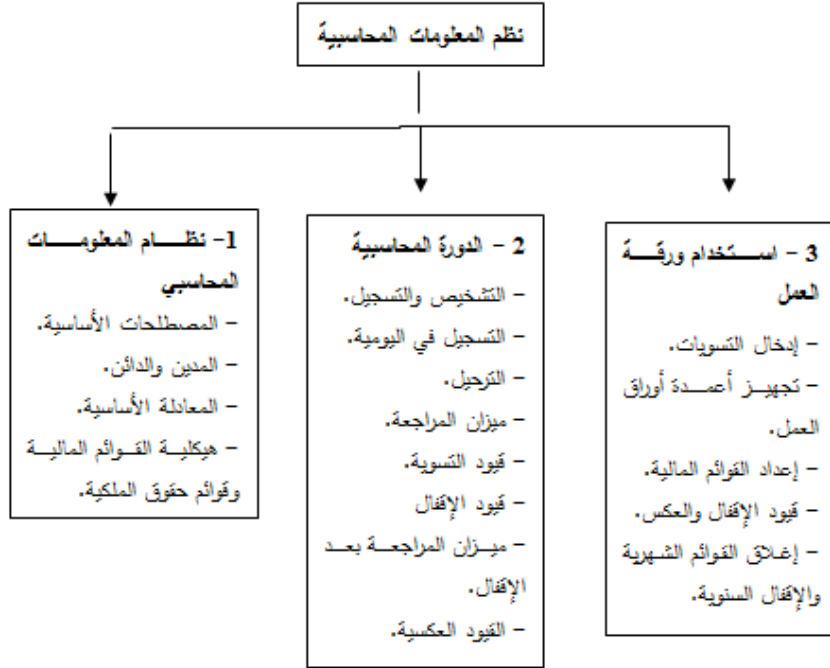 نظم المعلومات المحاسبية
1- نظام المعلومات
المحاسبي
- المصطلحات الأساسية.
- المدين والدائن.
- المعادلة الأساسية.
- هيكلية القوائم المالية
وقوائم حقوق الملكية.
2 - الدورة المحاسبية
- التشخيص والتسجيل.
- التسجيل في اليومية.
- الترحيل.
- ميزان المراجعة.
- قيود التسوية.
- قيود الإقفال
- ميزان المراجعة بعد
الإقفال.
- القيود العكسية.
3 - استخدام ورقة
العمل
- إدخال التسويات.
- تجهيز أعمدة أوراق
العمل.
- إعداد القوائم المالية.
- قيود الإقفال والعكس.
- إغلاق القوائم الشهرية
والإقفال السنوية.